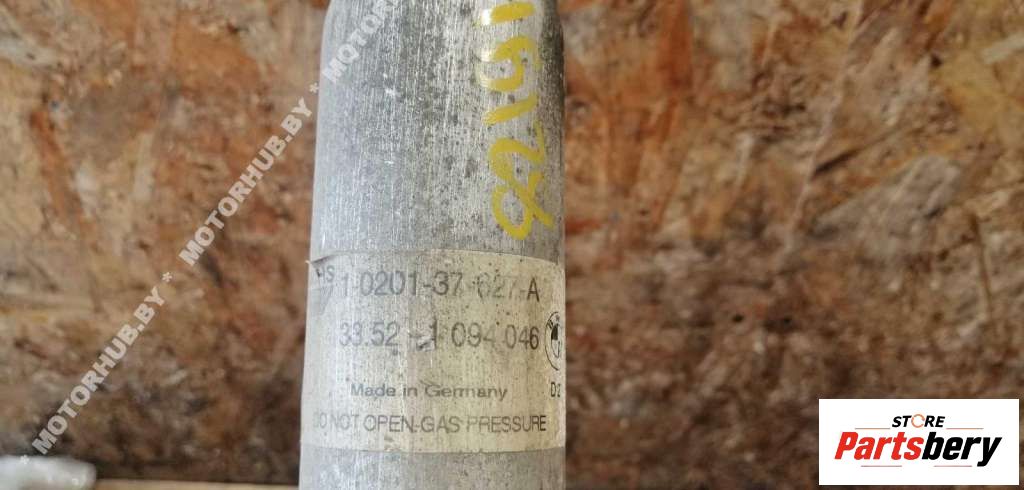 MOTORHUB.BY * MOTORHUB.BY * MOTORHUB.BY
HS
1 0201-37-627-A
33.52-1 094 046
Made in Germany
DO NOT OPEN-GAS PRESSURE
STORE
Partsbery